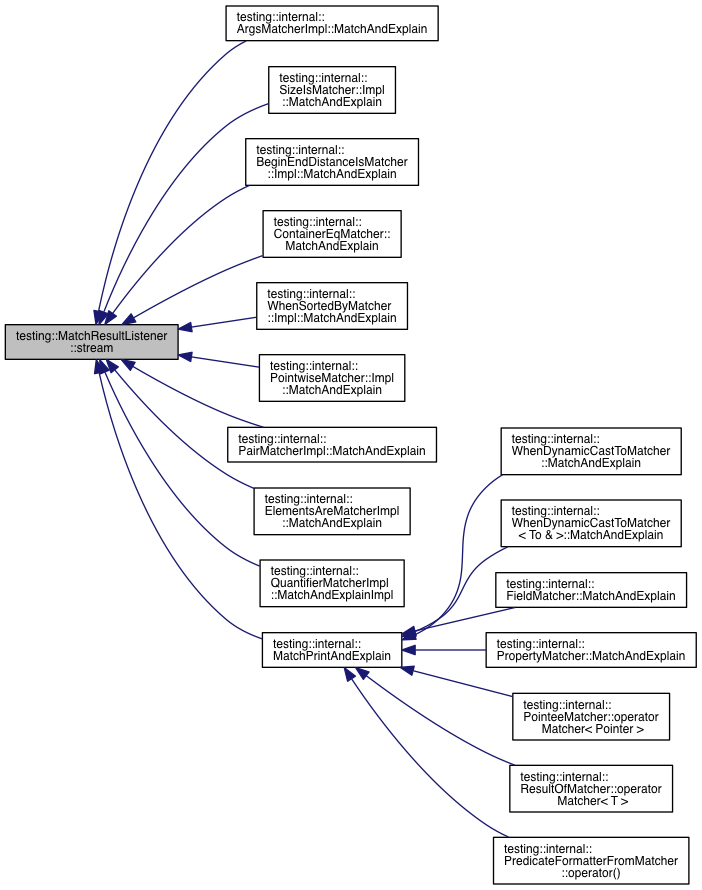 testing::internal::
ArgsMatcherImpl::MatchAndExplain
testing::internal::
SizeIsMatcher::Impl
::MatchAndExplain
testing::internal::
BeginEndDistanceIsMatcher
::Impl::MatchAndExplain
testing::internal::
ContainerEqMatcher::
MatchAndExplain
testing::internal::
WhenSortedByMatcher
::Impl::MatchAndExplain
testing::MatchResultListener
::stream
testing::internal::
PointwiseMatcher::Impl
::MatchAndExplain
testing::internal::
PairMatcherImpl::MatchAndExplain
testing::internal::
ElementsAreMatcherImpl
::MatchAndExplain
testing::internal::
QuantifierMatcherImpl
::MatchAndExplainImpl
testing::internal::
MatchPrintAndExplain
testing::internal::
WhenDynamicCastToMatcher
::MatchAndExplain
testing::internal::
WhenDynamicCastToMatcher
< To & >::MatchAndExplain
testing::internal::
FieldMatcher::MatchAndExplain
testing::internal::
PropertyMatcher::MatchAndExplain
testing::internal::
PointeeMatcher::operator
Matcher< Pointer >
testing::internal::
ResultOfMatcher::operator
Matcher< T >
testing::internal::
PredicateFormatterFromMatcher
::operator()